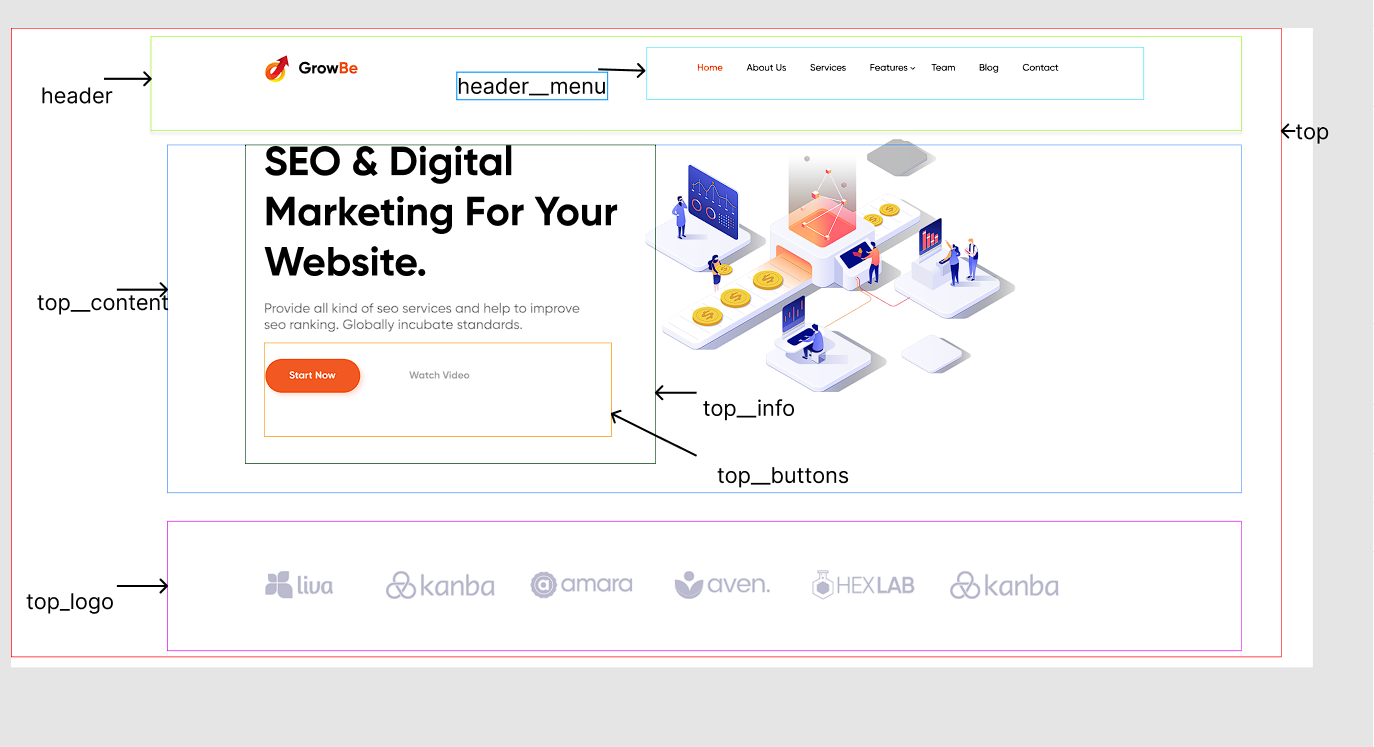 GrowBe
Home About Us Services Features Team Blog Contact
header__menu
header
top
SEO & Digital
Marketing For Your
Website.
top__content
Provide all kind of seo services and help to improve
seo ranking. Globally incubate standards.
Start Now Watch Video
top__info
top__buttons
liva kanba amara aven. HEXLAB kanba
top_logo